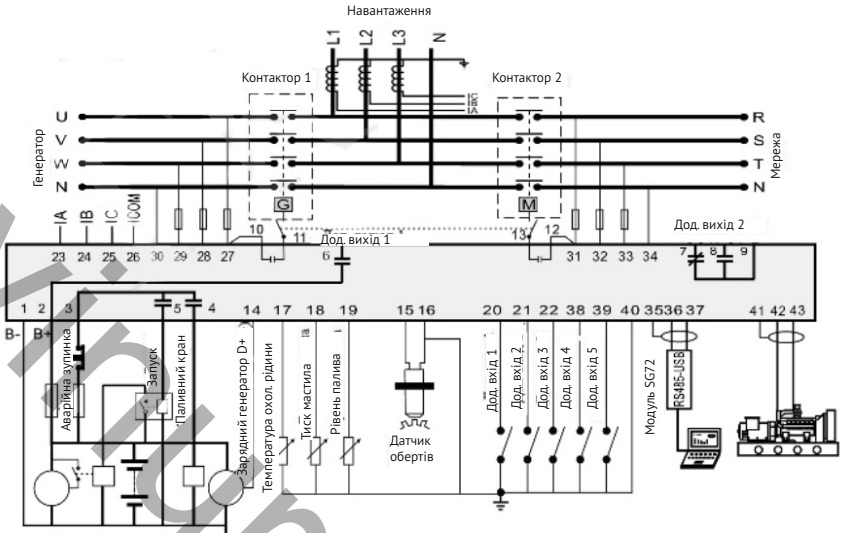 Навантаження
L1 L2 L3 N
Контактор 1
Контактор 2
IC
IB
IA
U
V
W
N
Генератор
R
S
T
N
Мережа
G
M
IA IB IC ICOM
10 11 13 12
Дод. вихід 1
Дод. вихід 2
23 24 25 26 30 29 28 27 6 31 32 33 34 7 8 9
1 2 3 5 4 14 17 18 19 15 16 20 21 22 38 39 40 35 36 37 41 42 43
B- B+
Аварійна зупинка
Запуск
Паливний кран
Зарядний генератор D+
Температура охол. рідини
Тиск мастила
Рівень палива
Датчик
обертів
Дод. вхід 1
Дод. вхід 2
Дод. вхід 3
Дод. вхід 4
Дод. вхід 5
Модуль SG72
RS485-USB